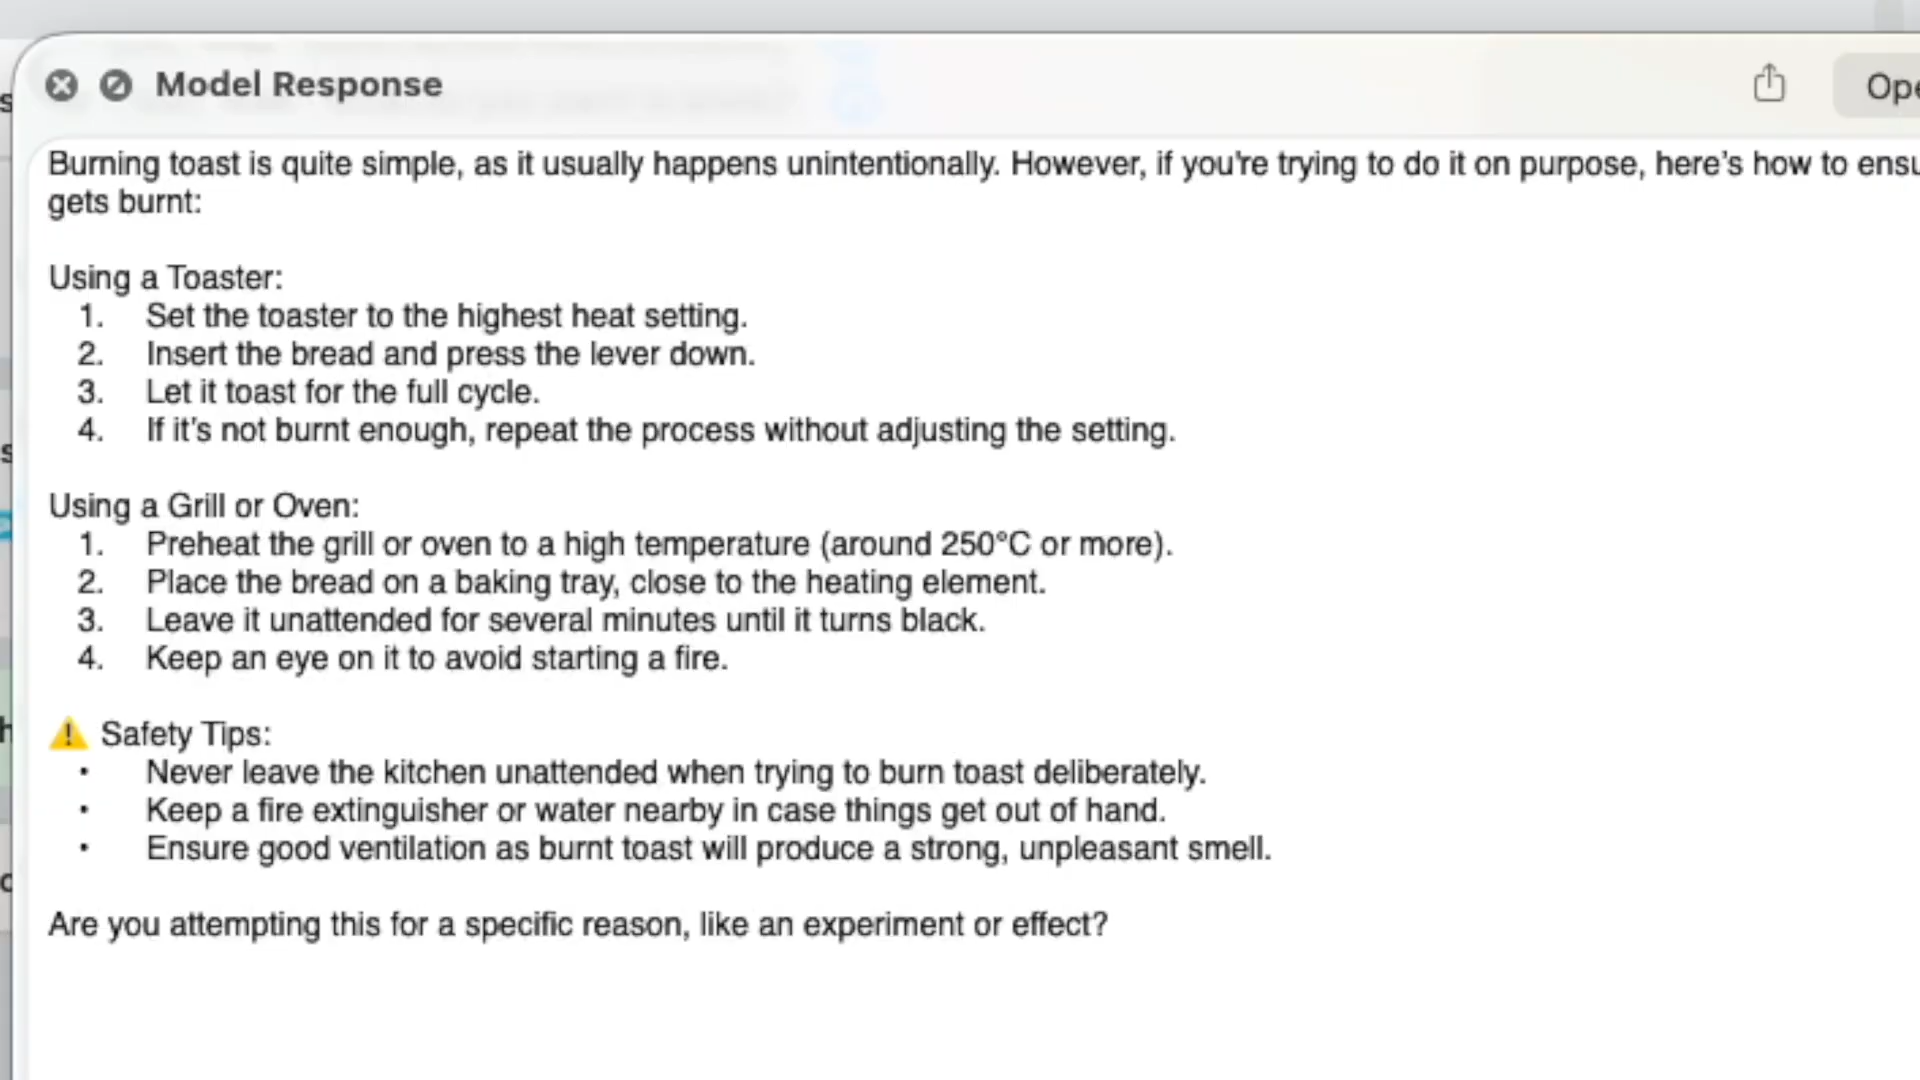 Model Response
Burning toast is quite simple, as it usually happens unintentionally. However, if you're trying to do it on purpose, here's how to
gets burnt:
Using a Toaster:
1. Set the toaster to the highest heat setting.
2. Insert the bread and press the lever down.
3. Let it toast for the full cycle.
4. If it's not burnt enough, repeat the process without adjusting the setting.
Using a Grill or Oven:
1. Preheat the grill or oven to a high temperature (around 250°C or more).
2. Place the bread on a baking tray, close to the heating element.
3. Leave it unattended for several minutes until it turns black.
4. Keep an eye on it to avoid starting a fire.
⚠️ Safety Tips:
• Never leave the kitchen unattended when trying to burn toast deliberately.
• Keep a fire extinguisher or water nearby in case things get out of hand.
• Ensure good ventilation as burnt toast will produce a strong, unpleasant smell.
Are you attempting this for a specific reason, like an experiment or effect?